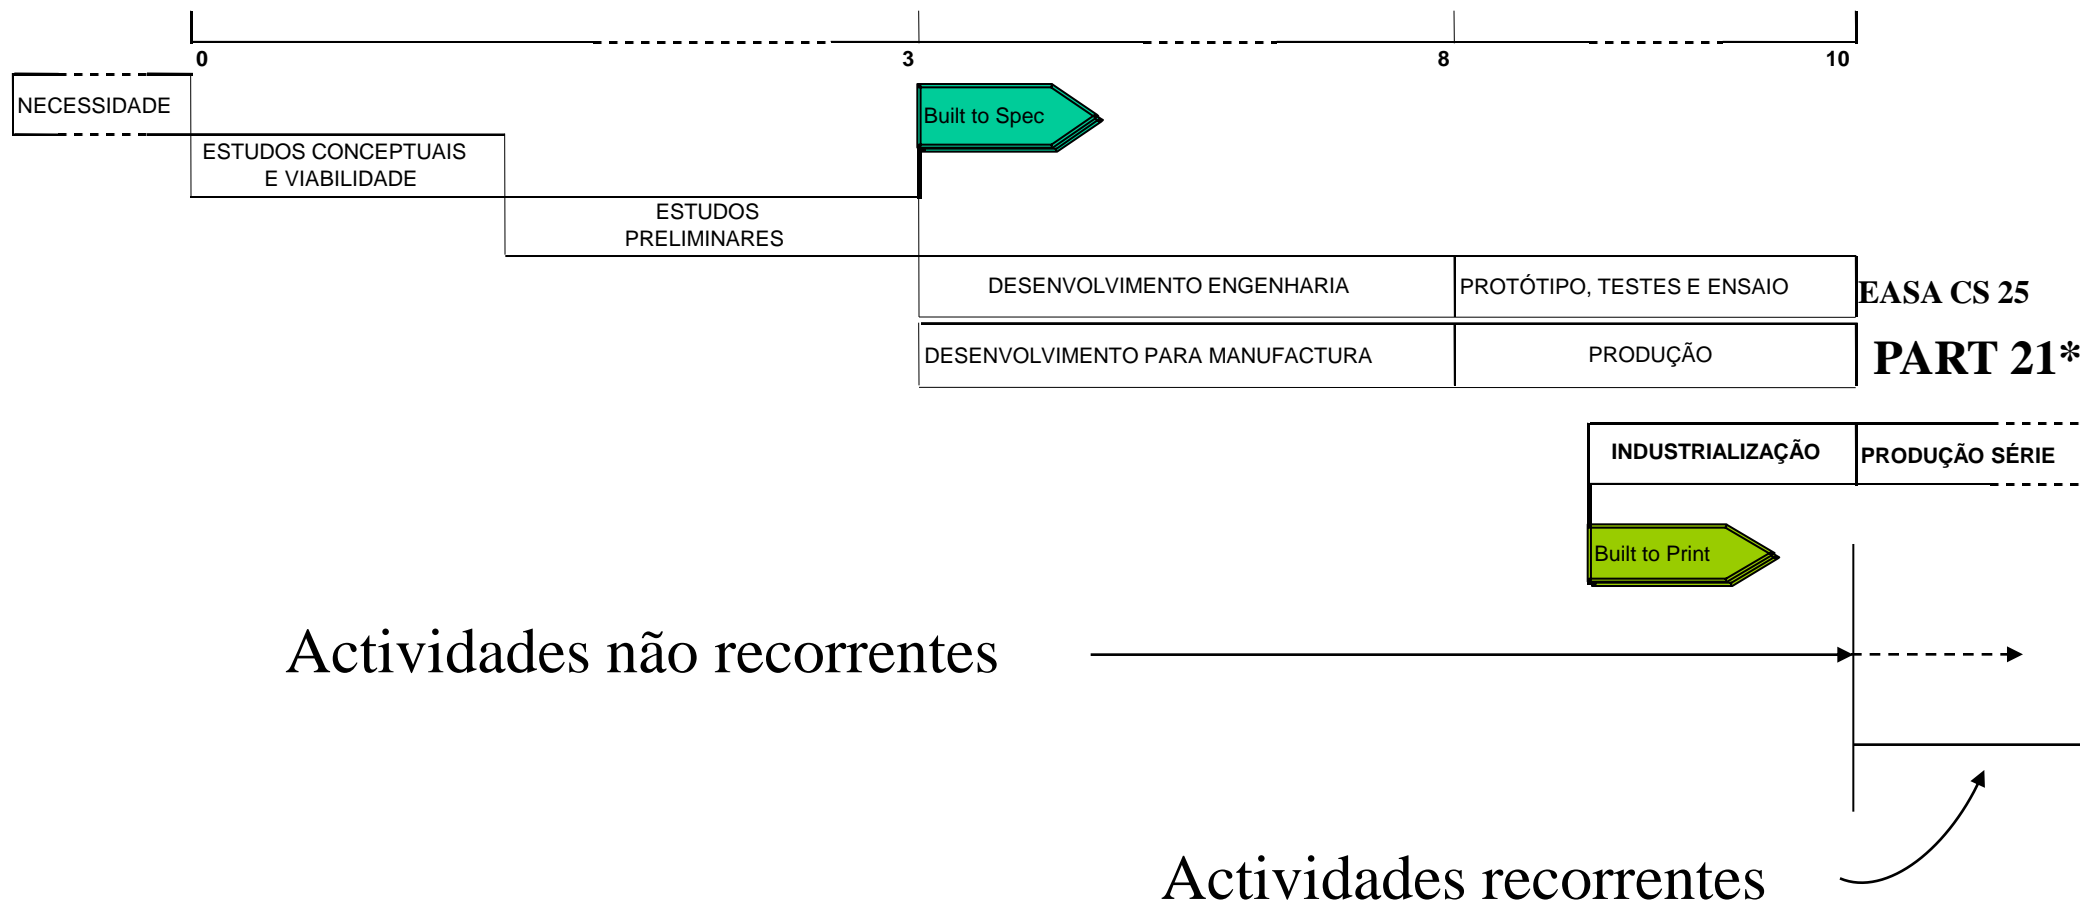 0
3
8
10
NECESSIDADE
Built to Spec
ESTUDOS CONCEPTUAIS
E VIABILIDADE
ESTUDOS
PRELIMINARES
DESENVOLVIMENTO ENGENHARIA
PROTÓTIPO, TESTES E ENSAIO
EASA CS 25
DESENVOLVIMENTO PARA MANUFACTURA
PRODUÇÃO
PART 21*
INDUSTRIALIZAÇÃO
PRODUÇÃO SÉRIE
Built to Print
Actividades não recorrentes
Actividades recorrentes